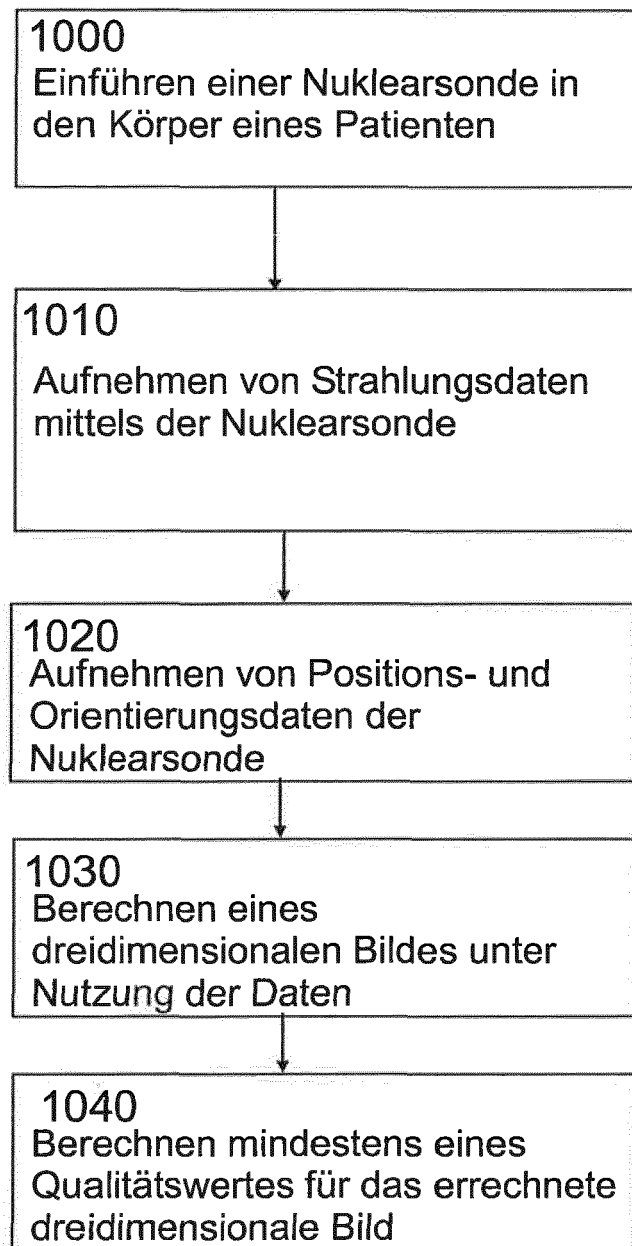 1000
Einführen einer Nuklearsonde in
den Körper eines Patienten
1010
Aufnehmen von Strahlungsdaten
mittels der Nuklearsonde
1020
Aufnehmen von Positions- und
Orientierungsdaten der
Nuklearsonde
1030
Berechnen eines
dreidimensionalen Bildes unter
Nutzung der Daten
1040
Berechnen mindestens eines
Qualitätswertes für das errechnete
dreidimensionale Bild